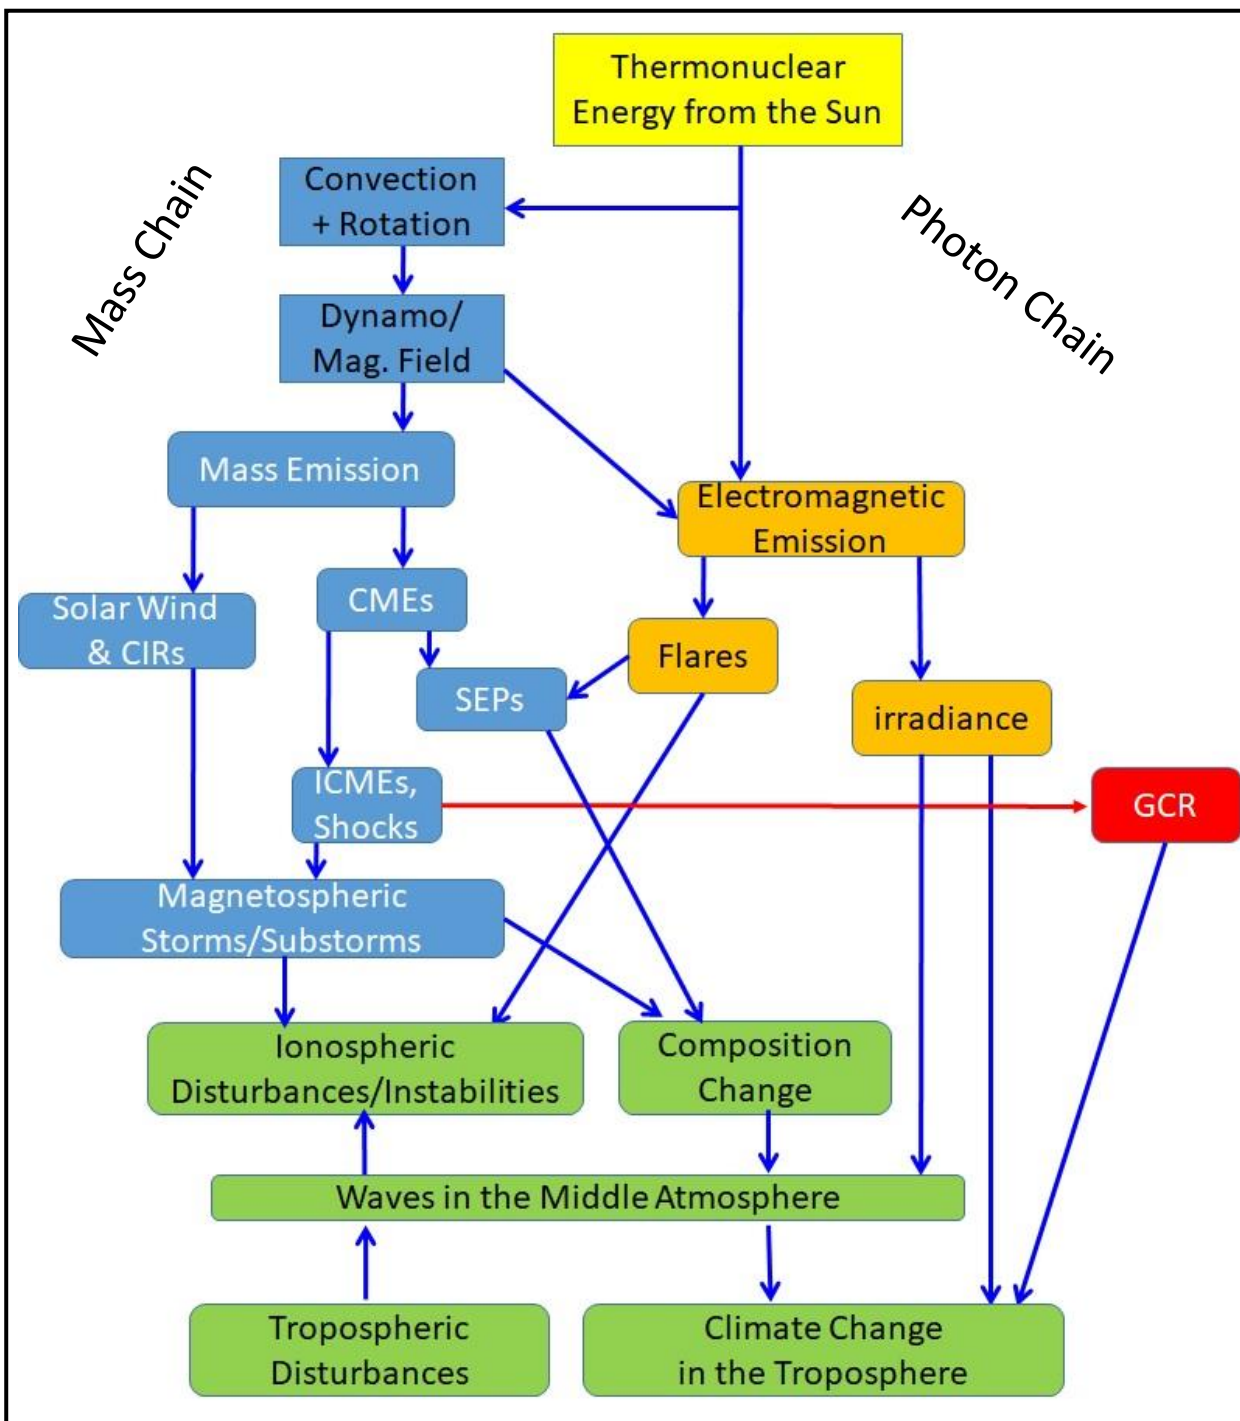 Thermonuclear
Energy from the Sun
Mass Chain
Convection
+ Rotation
Photon Chain
Dynamo/
Mag. Field
Mass Emission
Electromagnetic
Emission
CMEs
Solar Wind
& CIRs
Flares
SEPs
irradiance
ICMEs,
Shocks
GCR
Magnetospheric
Storms/Substorms
Ionospheric
Disturbances/Instabilities
Composition
Change
Waves in the Middle Atmosphere
Tropospheric
Disturbances
Climate Change
in the Troposphere